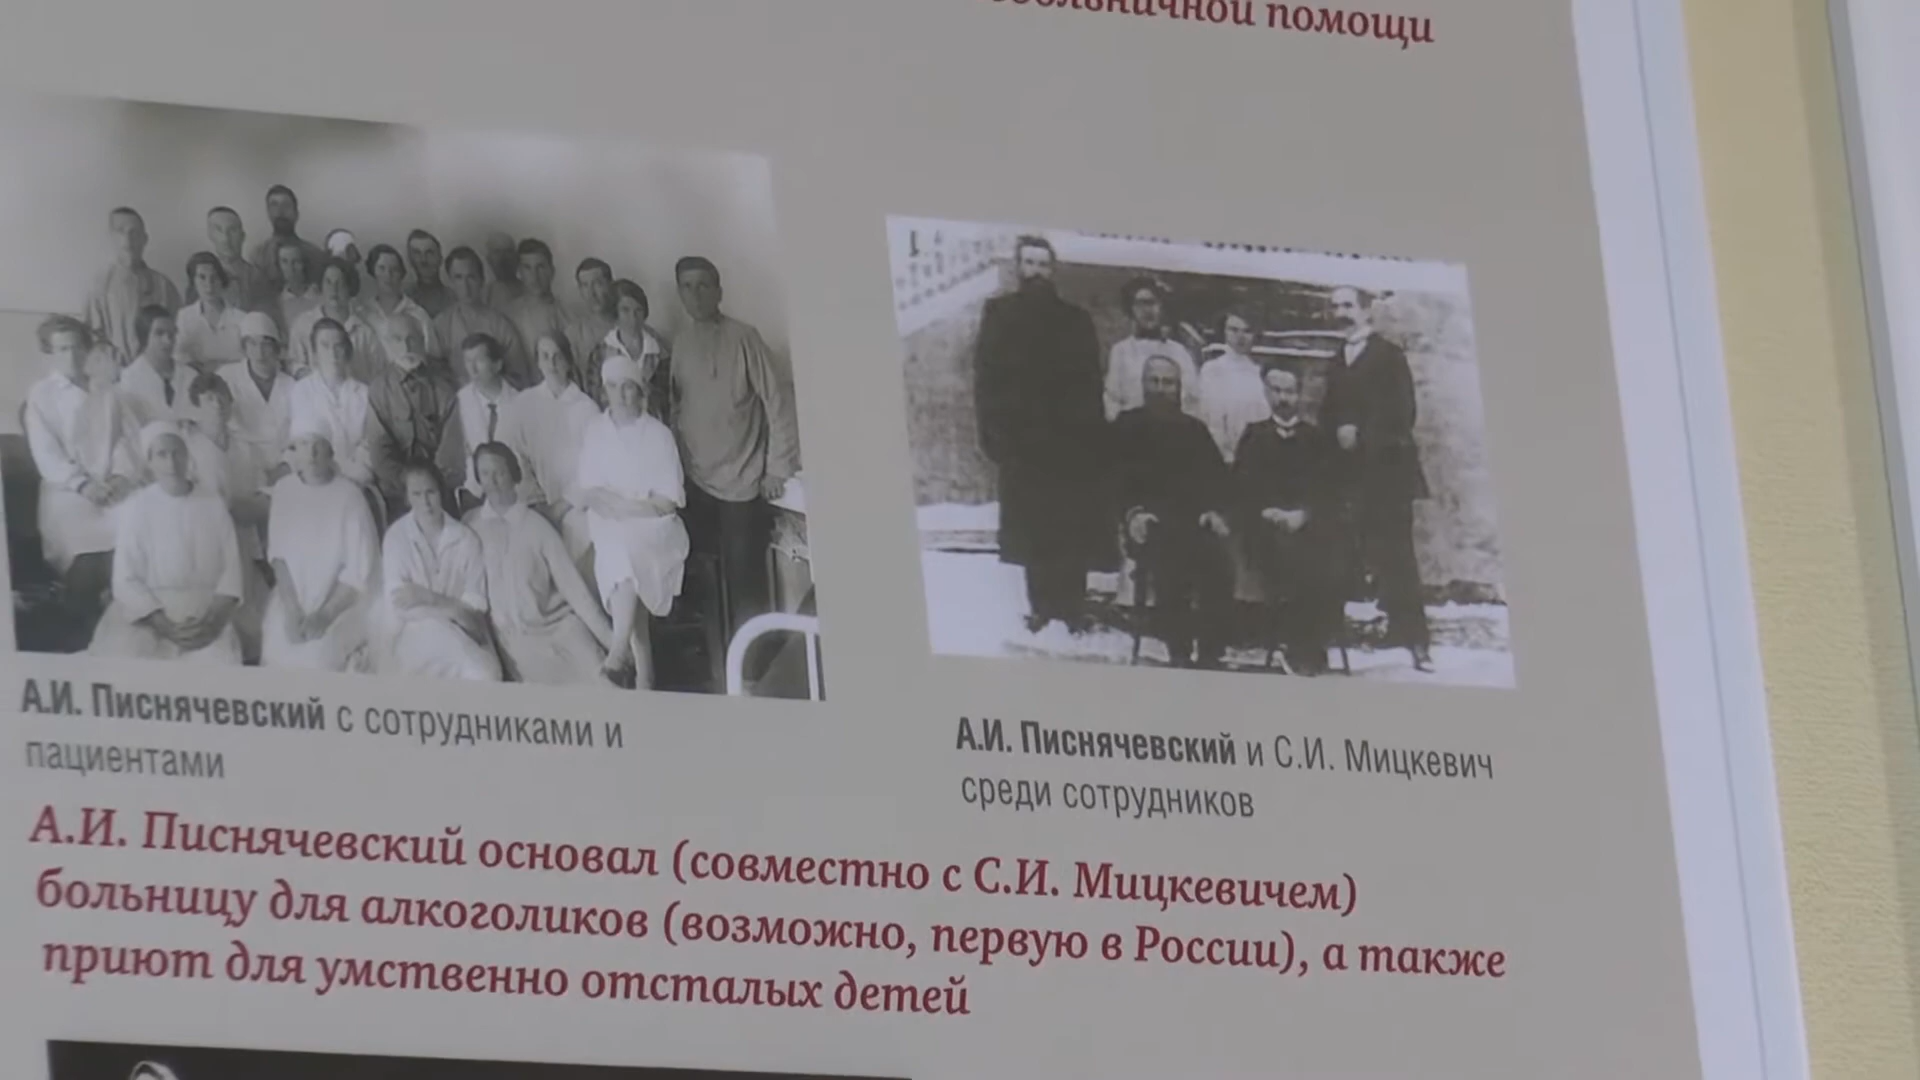 помощи
А.И. Писнячевский с сотрудниками и
пациентами
А.И. Писнячевский и С.И. Мицкевич
среди сотрудников
А.И. Писнячевский основал (совместно с С.И. Мицкевичем)
больницу для алкоголиков (возможно, первую в России), а также
приют для умственно отсталых детей